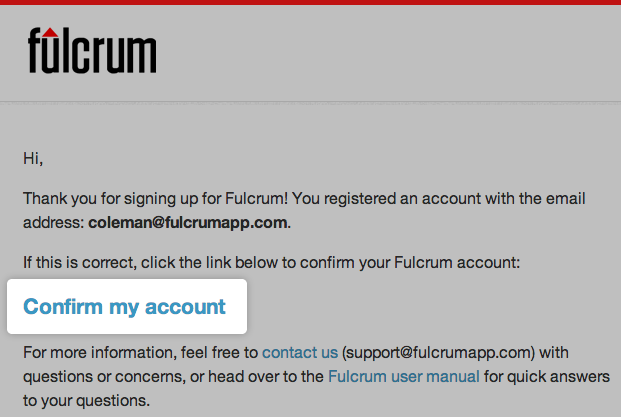 fulcrum
Hi,
Thank you for signing up for Fulcrum! You registered an account with the email
address: coleman@fulcrumapp.com.
If this is correct, click the link below to confirm your Fulcrum account:
Confirm my account
For more information, feel free to contact us (support@fulcrumapp.com) with
questions or concerns, or head over to the Fulcrum user manual for quick answers
to your questions.